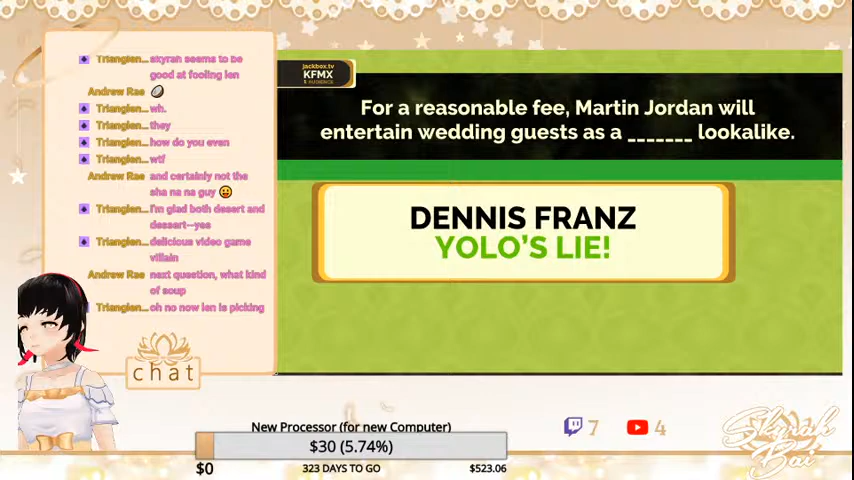 Trianglen... skyrah seems to be
good at fooling len
Andrew Rae
Trianglen... wh.
Trianglen... they
Trianglen... how do you even
Trianglen... wtf
Andrew Rae and certainly not the
sha na na guy
Trianglen... I'm glad both desert and
dessert--yes
Trianglen... delicious video game
villain
Andrew Rae next question, what kind
of soup
Trianglen... oh no now len is picking
chat
jackbox.tv
KFMX
For a reasonable fee, Martin Jordan will
entertain wedding guests as a _______ lookalike.
DENNIS FRANZ
YOLO'S LIE!
New Processor (for new Computer)
$30 (5.74%)
$0
323 DAYS TO GO
$523.06
7
4
Skyrah
Bai